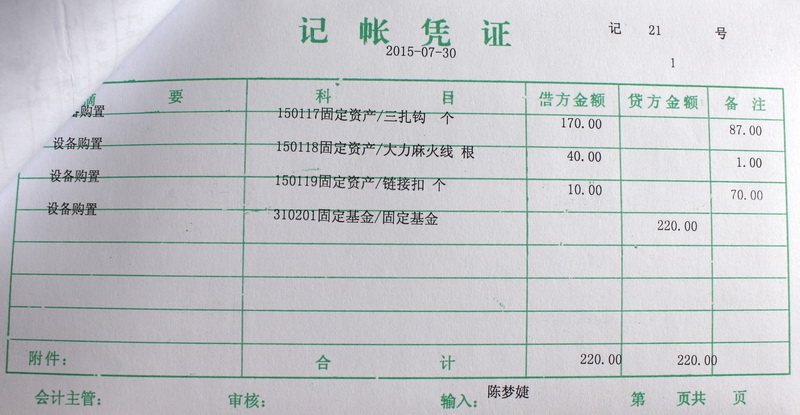 记帐凭证
记 21 号
2015-07-30
1
摘要 科目 借方金额 贷方金额 备注
设备购置 150117固定资产/三扎钩 个 170.00 87.00
设备购置 150118固定资产/大力麻火线 根 40.00 1.00
设备购置 150119固定资产/链接扣 个 10.00 70.00
设备购置 310201固定基金/固定基金 220.00
附件： 合计 220.00 220.00
会计主管： 审核： 输入： 陈梦婕 第 页共 页